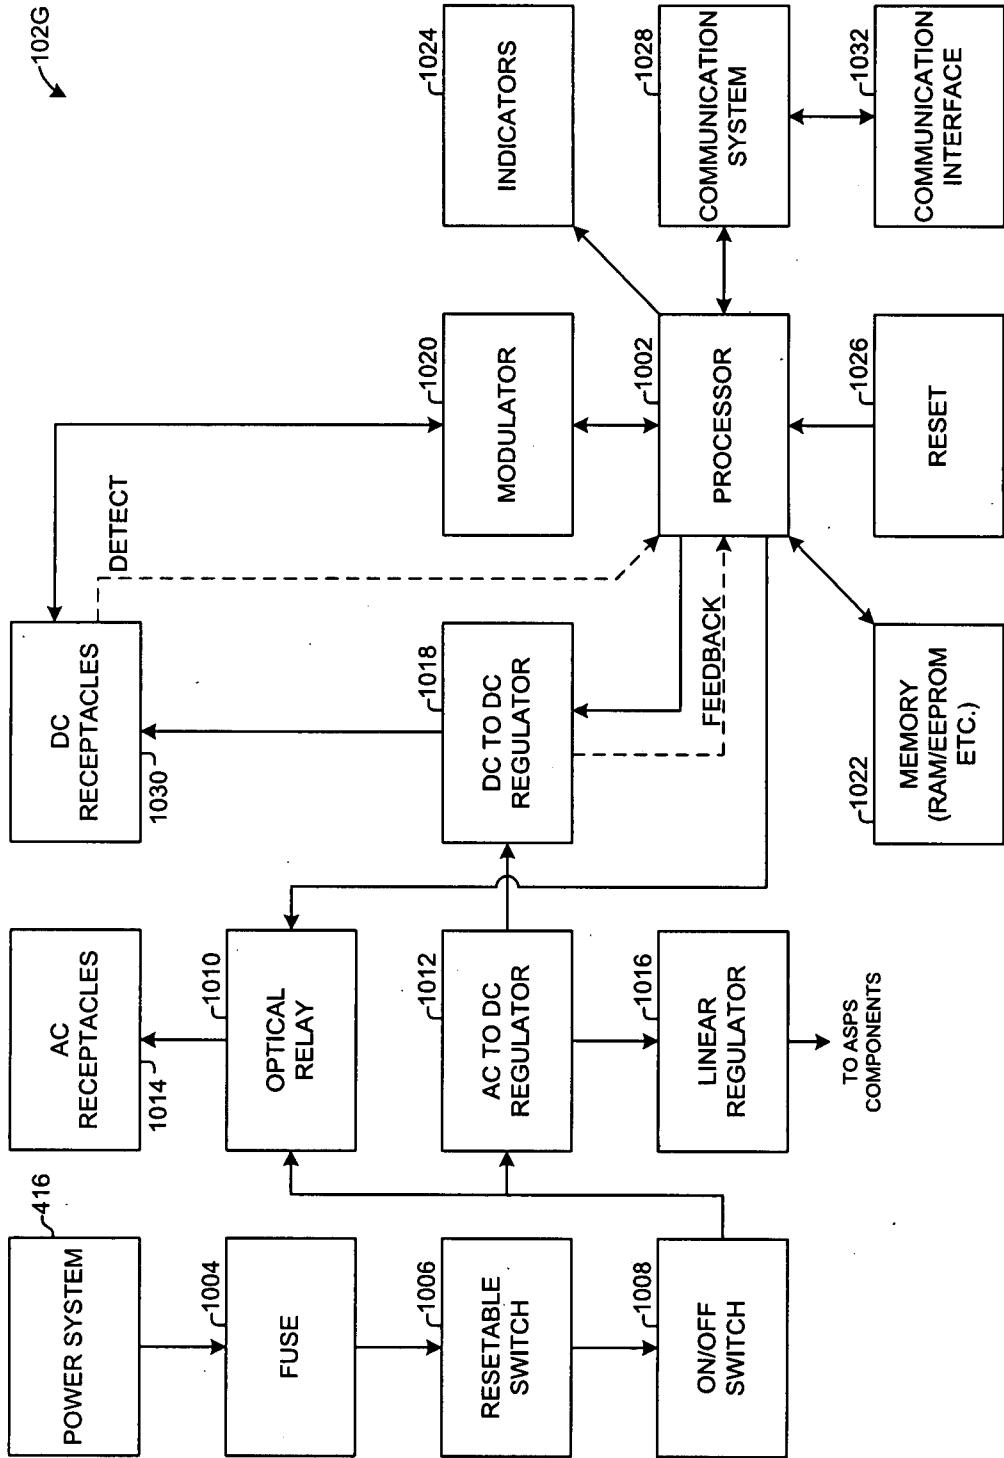 102G
POWER SYSTEM
416
FUSE
1004
RESETABLE
SWITCH
1006
ON/OFF
SWITCH
1008
AC
RECEPTACLES
1014
OPTICAL
RELAY
1010
AC TO DC
REGULATOR
1012
LINEAR
REGULATOR
1016
TO ASPS
COMPONENTS
DC
RECEPTACLES
1030
DETECT
DC TO DC
REGULATOR
1018
FEEDBACK
MEMORY
(RAM/EEPROM
ETC.)
1022
MODULATOR
1020
PROCESSOR
1002
RESET
1026
INDICATORS
1024
COMMUNICATION
SYSTEM
1028
COMMUNICATION
INTERFACE
1032